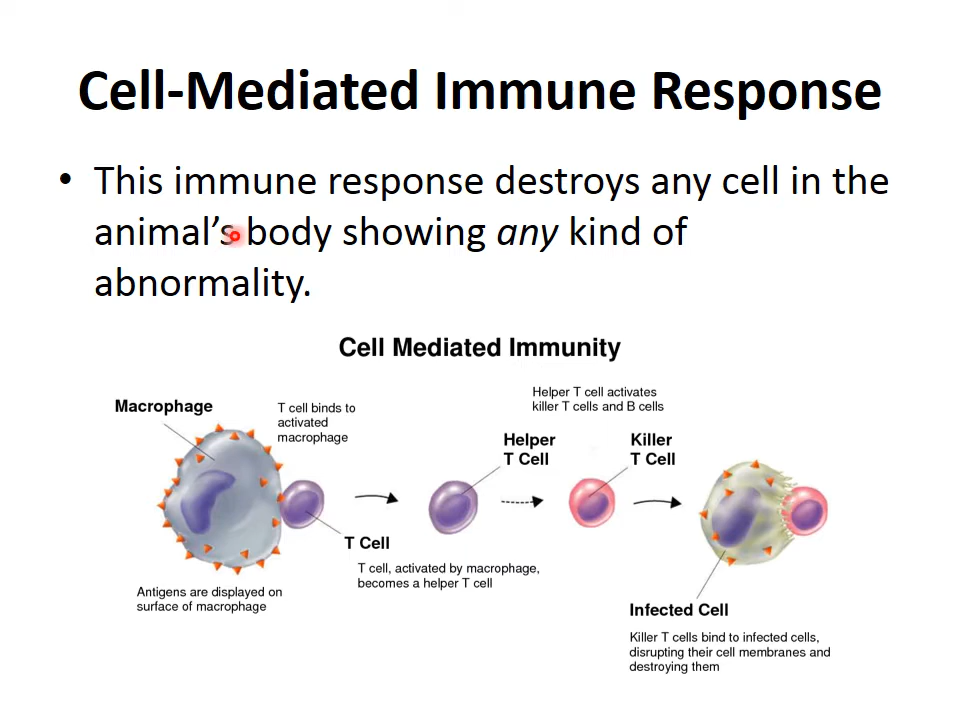 Cell-Mediated Immune Response
• This immune response destroys any cell in the
animal's body showing any kind of
abnormality.
Cell Mediated Immunity
Macrophage
T cell binds to
activated
macrophage
Helper T cell activates
killer T cells and B cells
Helper
T Cell
Killer
T Cell
T Cell
T cell, activated by macrophage,
becomes a helper T cell
Antigens are displayed on
surface of macrophage
Infected Cell
Killer T cells bind to infected cells,
disrupting their cell membranes and
destroying them